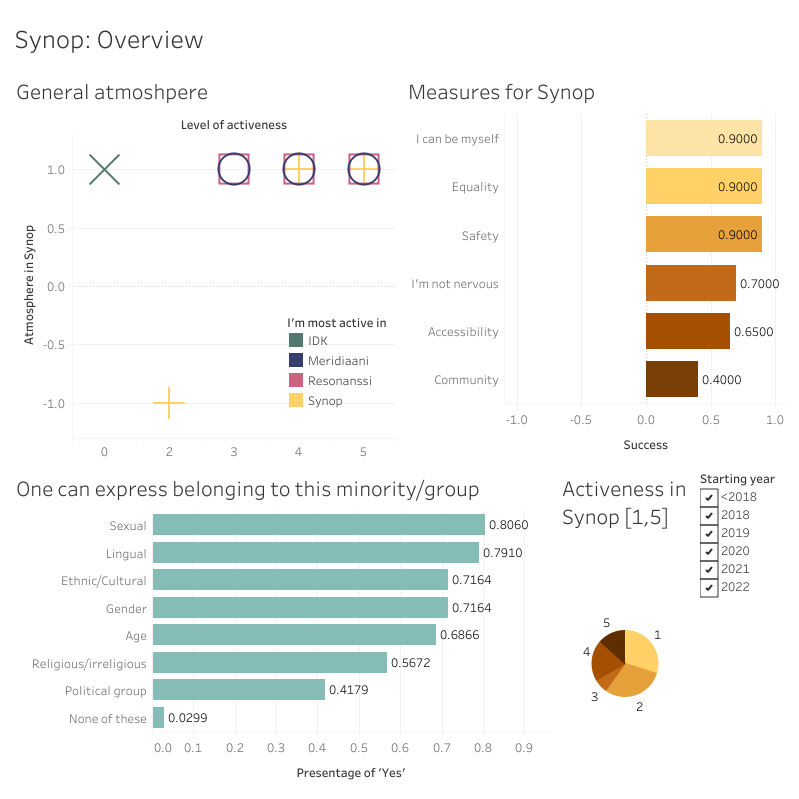 Synop: Overview
General atmoshpere
Level of activeness
1.0
0.5
0.0
-0.5
-1.0
Atmosphere in Synop
0
2
3
4
5
I'm most active in
IDK
Meridiaani
Resonanssi
Synop
Measures for Synop
I can be myself
0.9000
Equality
0.9000
Safety
0.9000
I'm not nervous
0.7000
Accessibility
0.6500
Community
0.4000
-1.0
-0.5
0.0
0.5
1.0
Success
One can express belonging to this minority/group
Sexual
0.8060
Lingual
0.7910
Ethnic/Cultural
0.7164
Gender
0.7164
Age
0.6866
Religious/irreligious
0.5672
Political group
0.4179
None of these
0.0299
0.0
0.1
0.2
0.3
0.4
0.5
0.6
0.7
0.8
0.9
Presentage of 'Yes'
Activeness in
Synop [1,5]
5
1
4
3
2
Starting year
<2018
2018
2019
2020
2021
2022